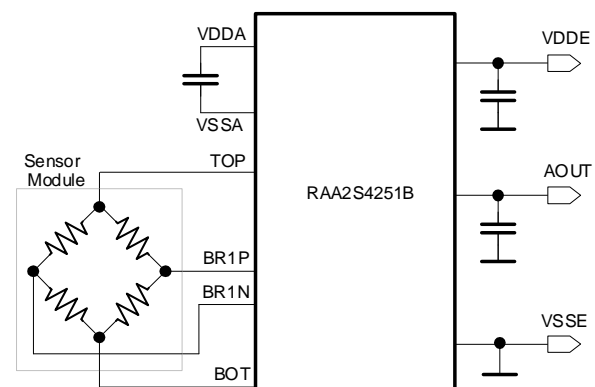 VDDA
VDDE
VSSA
Sensor
Module
TOP
RAA2S4251B
AOUT
BR1P
BR1N
VSSE
BOT